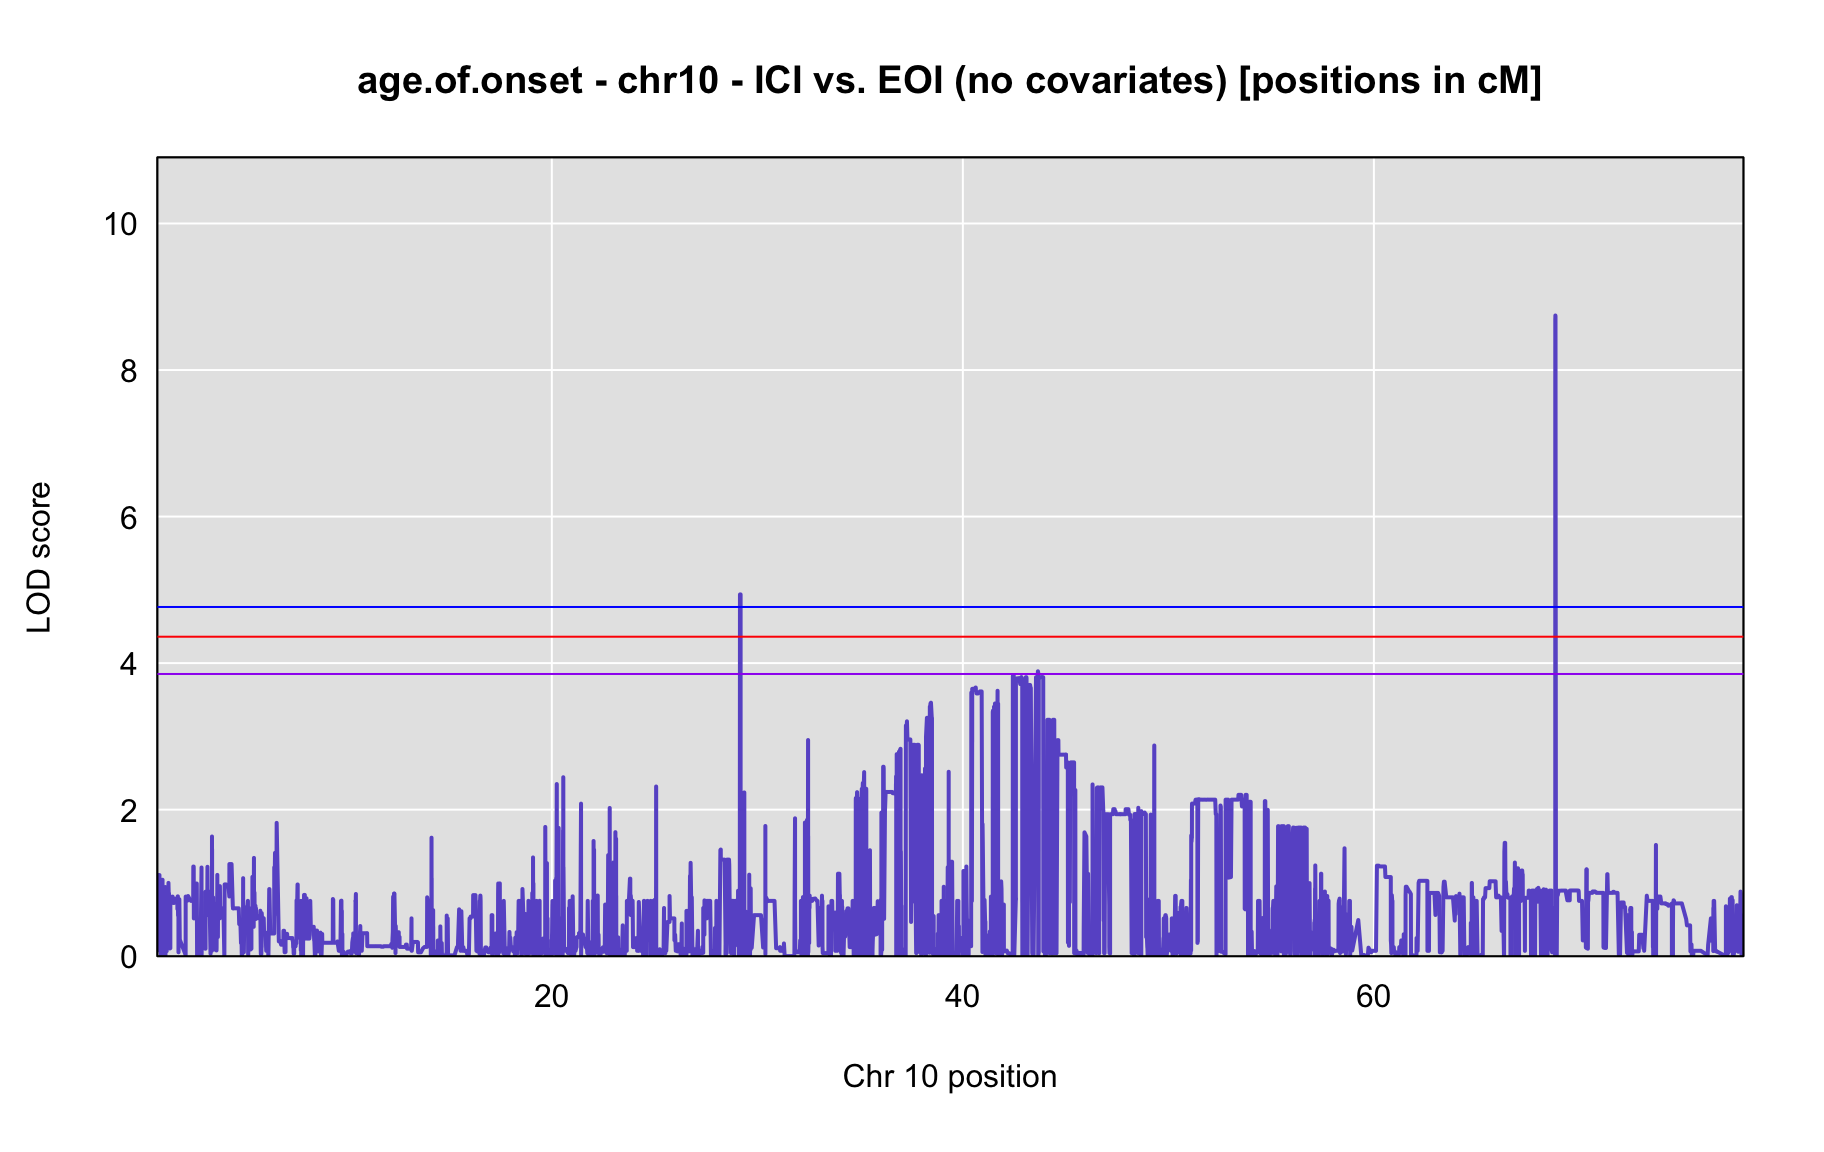 age.of.onset - chr10 - ICI vs. EOI (no covariates) [positions in cM]
10
8
6
4
2
0
LOD score
20 40 60
Chr 10 position